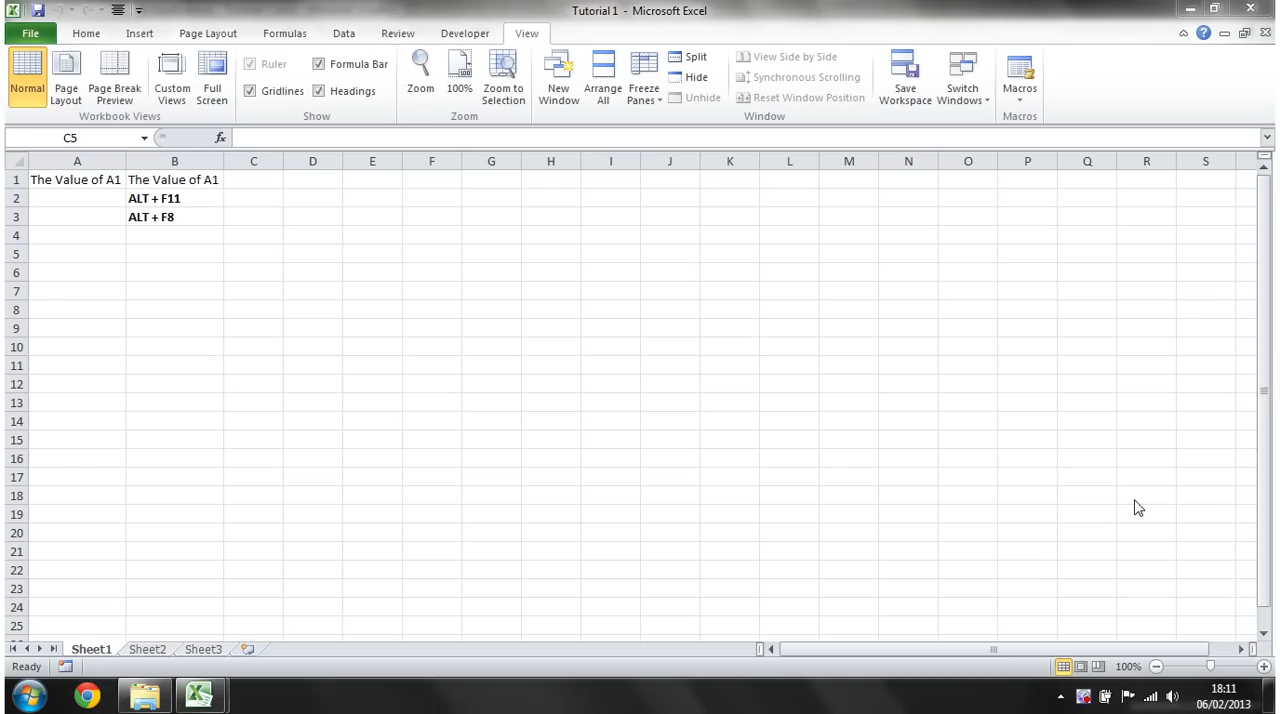 Tutorial 1 - Microsoft Excel
File Home Insert Page Layout Formulas Data Review Developer View
Normal
Page Layout
Page Break Preview
Custom Views
Full Screen
Workbook Views
Ruler
Formula Bar
Gridlines
Headings
Show
Zoom
100%
Zoom to Selection
Zoom
New Window
Arrange All
Freeze Panes
Split
Hide
Unhide
View Side by Side
Synchronous Scrolling
Reset Window Position
Window
Save Workspace
Switch Windows
Macros
Macros
C5
fx
A B C D E F G H I J K L M N O P Q R S
1 The Value of A1 The Value of A1
2 ALT + F11
3 ALT + F8
4
5
6
7
8
9
10
11
12
13
14
15
16
17
18
19
20
21
22
23
24
25
Sheet1 Sheet2 Sheet3
Ready
100%
18:11
06/02/2013